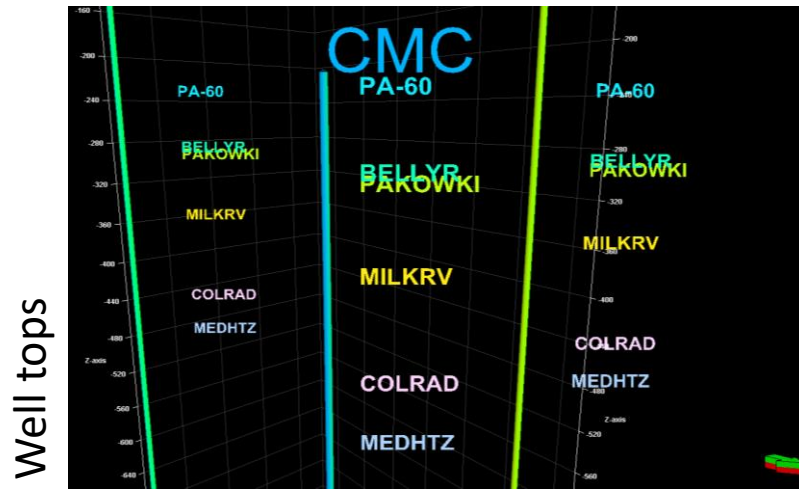 Well tops
CMC
-160
-200
-240
-280
-320
-360
-400
-440
-480
Z-axis
-520
-560
-600
-640
PA-60
BELLYR
PAKOWKI
MILKRV
COLRAD
MEDHTZ
PA-60
BELLYR
PAKOWKI
MILKRV
COLRAD
MEDHTZ
-200
PA-60
-280
BELLYR
PAKOWKI
-320
MILKRV
-360
-400
COLRAD
MEDHTZ
-480
Z-axis
-520
-560